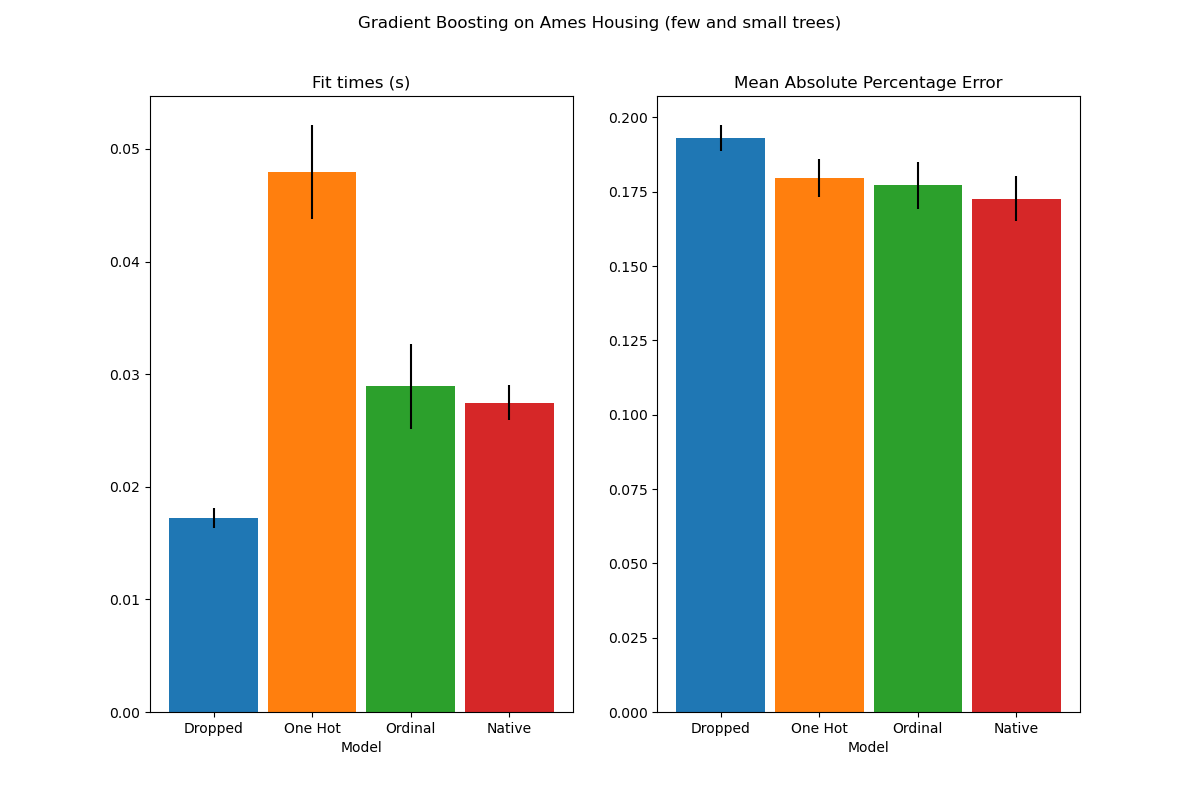 Gradient Boosting on Ames Housing (few and small trees)
Fit times (s)
0.05
0.04
0.03
0.02
0.01
0.00
Dropped One Hot Ordinal Native
Model
Mean Absolute Percentage Error
0.200
0.175
0.150
0.125
0.100
0.075
0.050
0.025
0.000
Dropped One Hot Ordinal Native
Model